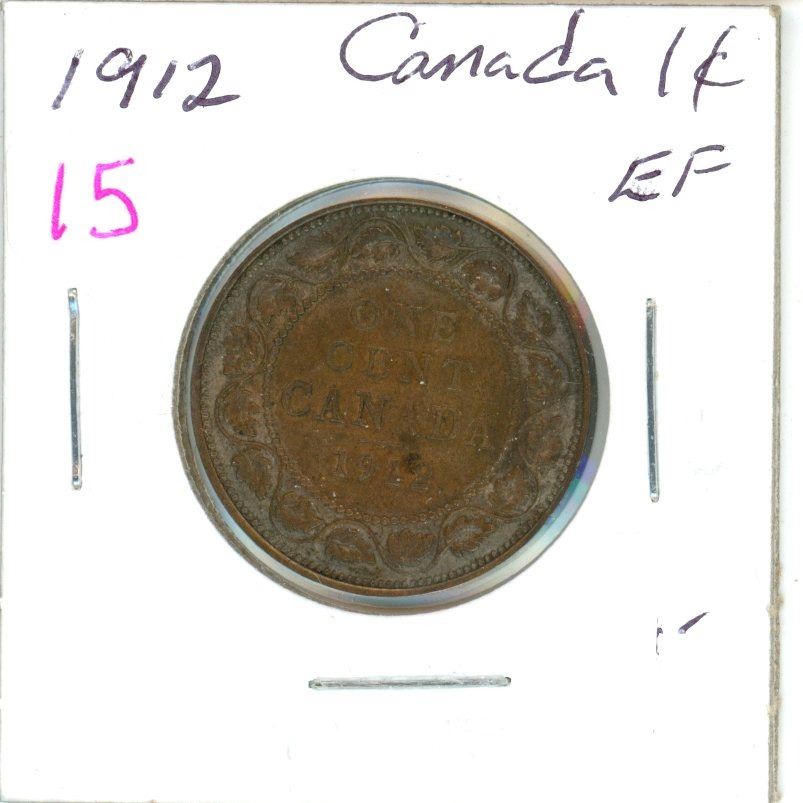 1912 Canada 1¢
15 EF
ONE
CENT
CANADA
1912